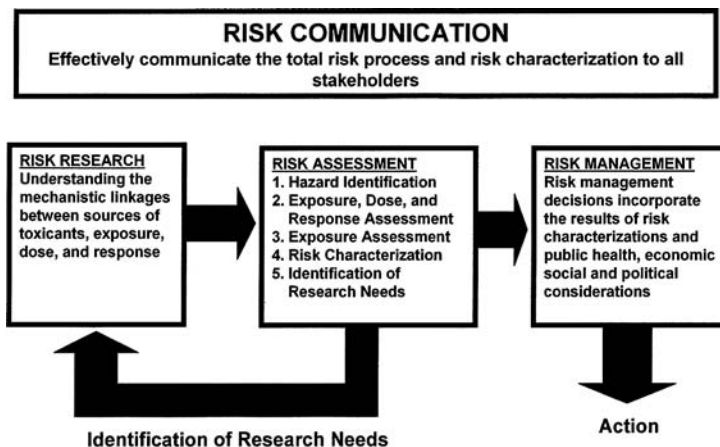 RISK COMMUNICATION
Effectively communicate the total risk process and risk characterization to all
stakeholders
RISK RESEARCH
Understanding the
mechanistic linkages
between sources of
toxicants, exposure,
dose, and response
RISK ASSESSMENT
1. Hazard Identification
2. Exposure, Dose, and
Response Assessment
3. Exposure Assessment
4. Risk Characterization
5. Identification of
Research Needs
RISK MANAGEMENT
Risk management
decisions incorporate
the results of risk
characterizations and
public health, economic
social and political
considerations
Identification of Research Needs
Action